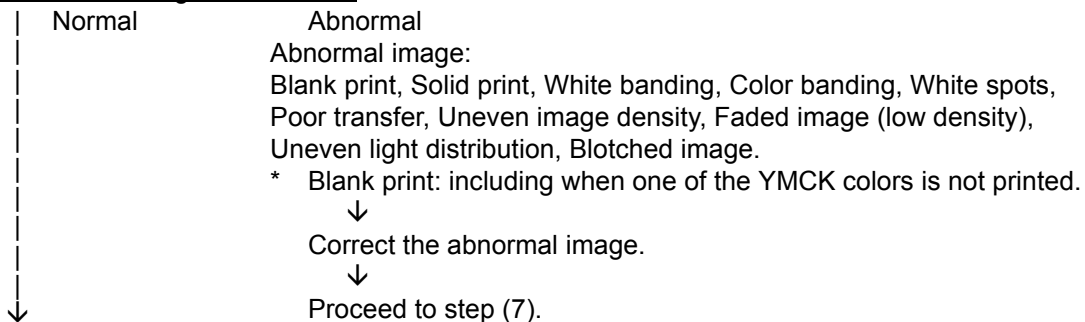 Normal Abnormal
Abnormal image:
Blank print, Solid print, White banding, Color banding, White spots,
Poor transfer, Uneven image density, Faded image (low density),
Uneven light distribution, Blotched image.
* Blank print: including when one of the YMCK colors is not printed.
↓
Correct the abnormal image.
↓
Proceed to step (7).